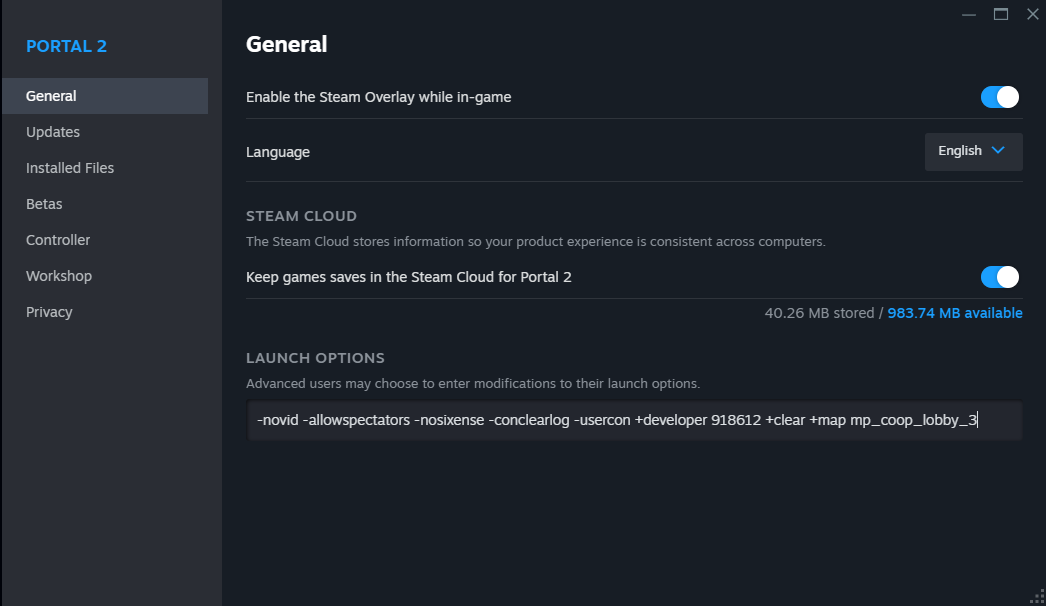 PORTAL 2
General
Updates
Installed Files
Betas
Controller
Workshop
Privacy
General
Enable the Steam Overlay while in-game
Language
English
STEAM CLOUD
The Steam Cloud stores information so your product experience is consistent across computers.
Keep games saves in the Steam Cloud for Portal 2
40.26 MB stored / 983.74 MB available
LAUNCH OPTIONS
Advanced users may choose to enter modifications to their launch options.
-novid -allowspectators -nosixense -conclearlog -usercon +developer 918612 +clear +map mp_coop_lobby_3